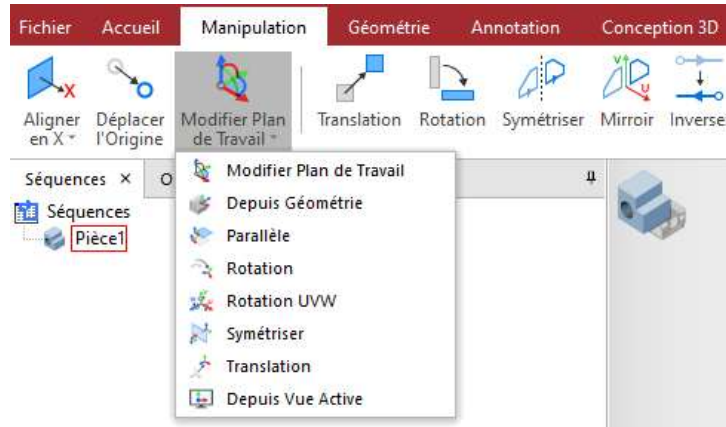 Fichier Accueil Manipulation Géométrie Annotation Conception 3D
Aligner Déplacer Modifier Plan Translation Rotation Symétriser Mirroir Inverse
en X l'Origine de Travail
Séquences × O
Modifier Plan de Travail
Séquences
Depuis Géométrie
Pièce1
Parallèle
Rotation
Rotation UVW
Symétriser
Translation
Depuis Vue Active